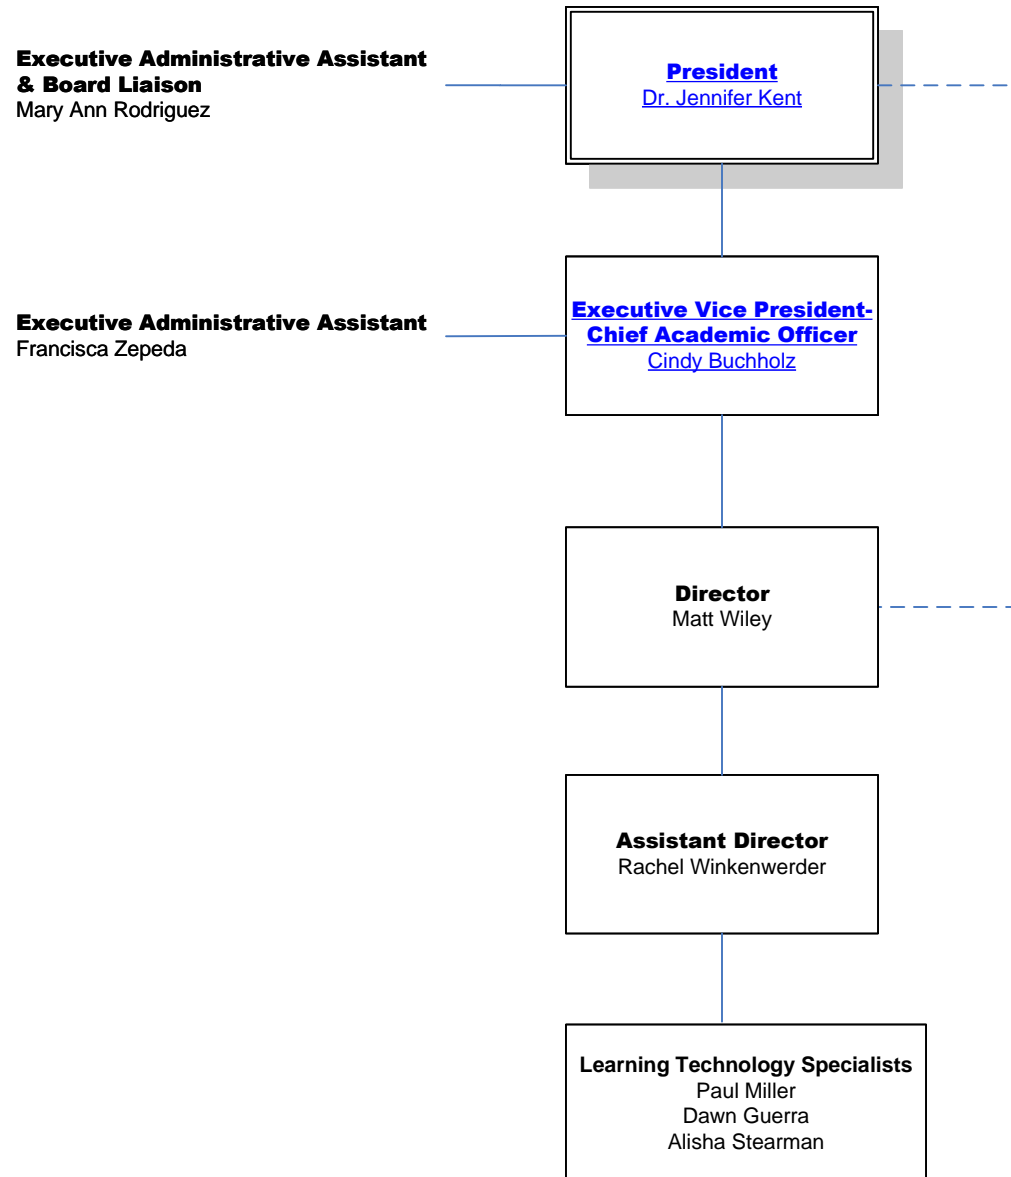 Executive Administrative Assistant
& Board Liaison
Mary Ann Rodriguez
President
Dr. Jennifer Kent
Executive Administrative Assistant
Francisca Zepeda
Executive Vice President-
Chief Academic Officer
Cindy Buchholz
Director
Matt Wiley
Assistant Director
Rachel Winkenwerder
Learning Technology Specialists
Paul Miller
Dawn Guerra
Alisha Stearman